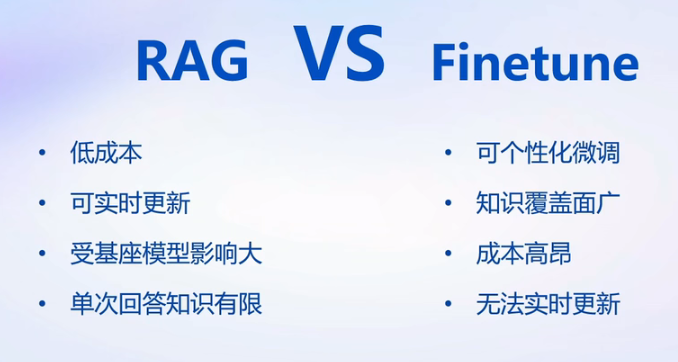 RAG VS Finetune
• 低成本
• 可实时更新
• 受基座模型影响大
• 单次回答知识有限
• 可个性化微调
• 知识覆盖面广
• 成本高昂
• 无法实时更新